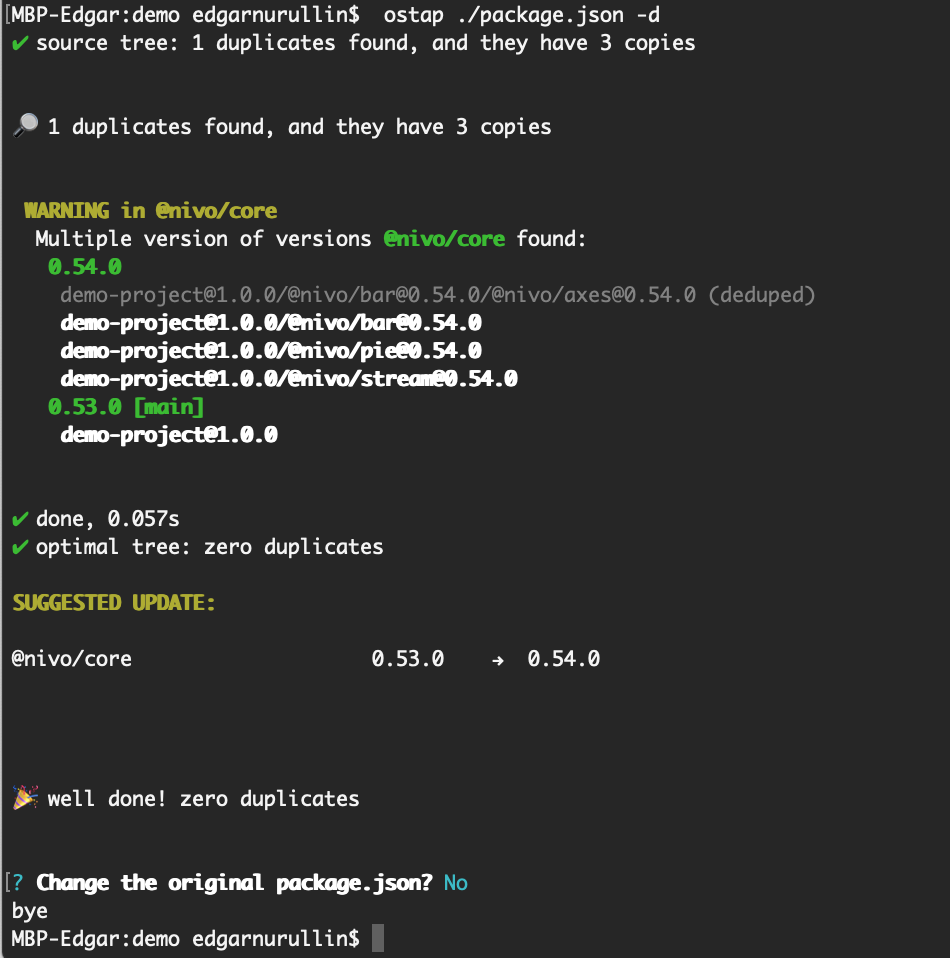 [MBP-Edgar:demo edgarnurullin$  ostap ./package.json -d
✔ source tree: 1 duplicates found, and they have 3 copies
🔎 1 duplicates found, and they have 3 copies
WARNING in @nivo/core
Multiple version of versions @nivo/core found:
0.54.0
demo-project@1.0.0/@nivo/bar@0.54.0/@nivo/axes@0.54.0 (deduped)
demo-project@1.0.0/@nivo/bar@0.54.0
demo-project@1.0.0/@nivo/pie@0.54.0
demo-project@1.0.0/@nivo/stream@0.54.0
0.53.0 [main]
demo-project@1.0.0
✔ done, 0.057s
✔ optimal tree: zero duplicates
SUGGESTED UPDATE:
@nivo/core 0.53.0 → 0.54.0
🎉 well done! zero duplicates
[? Change the original package.json? No
bye
MBP-Edgar:demo edgarnurullin$